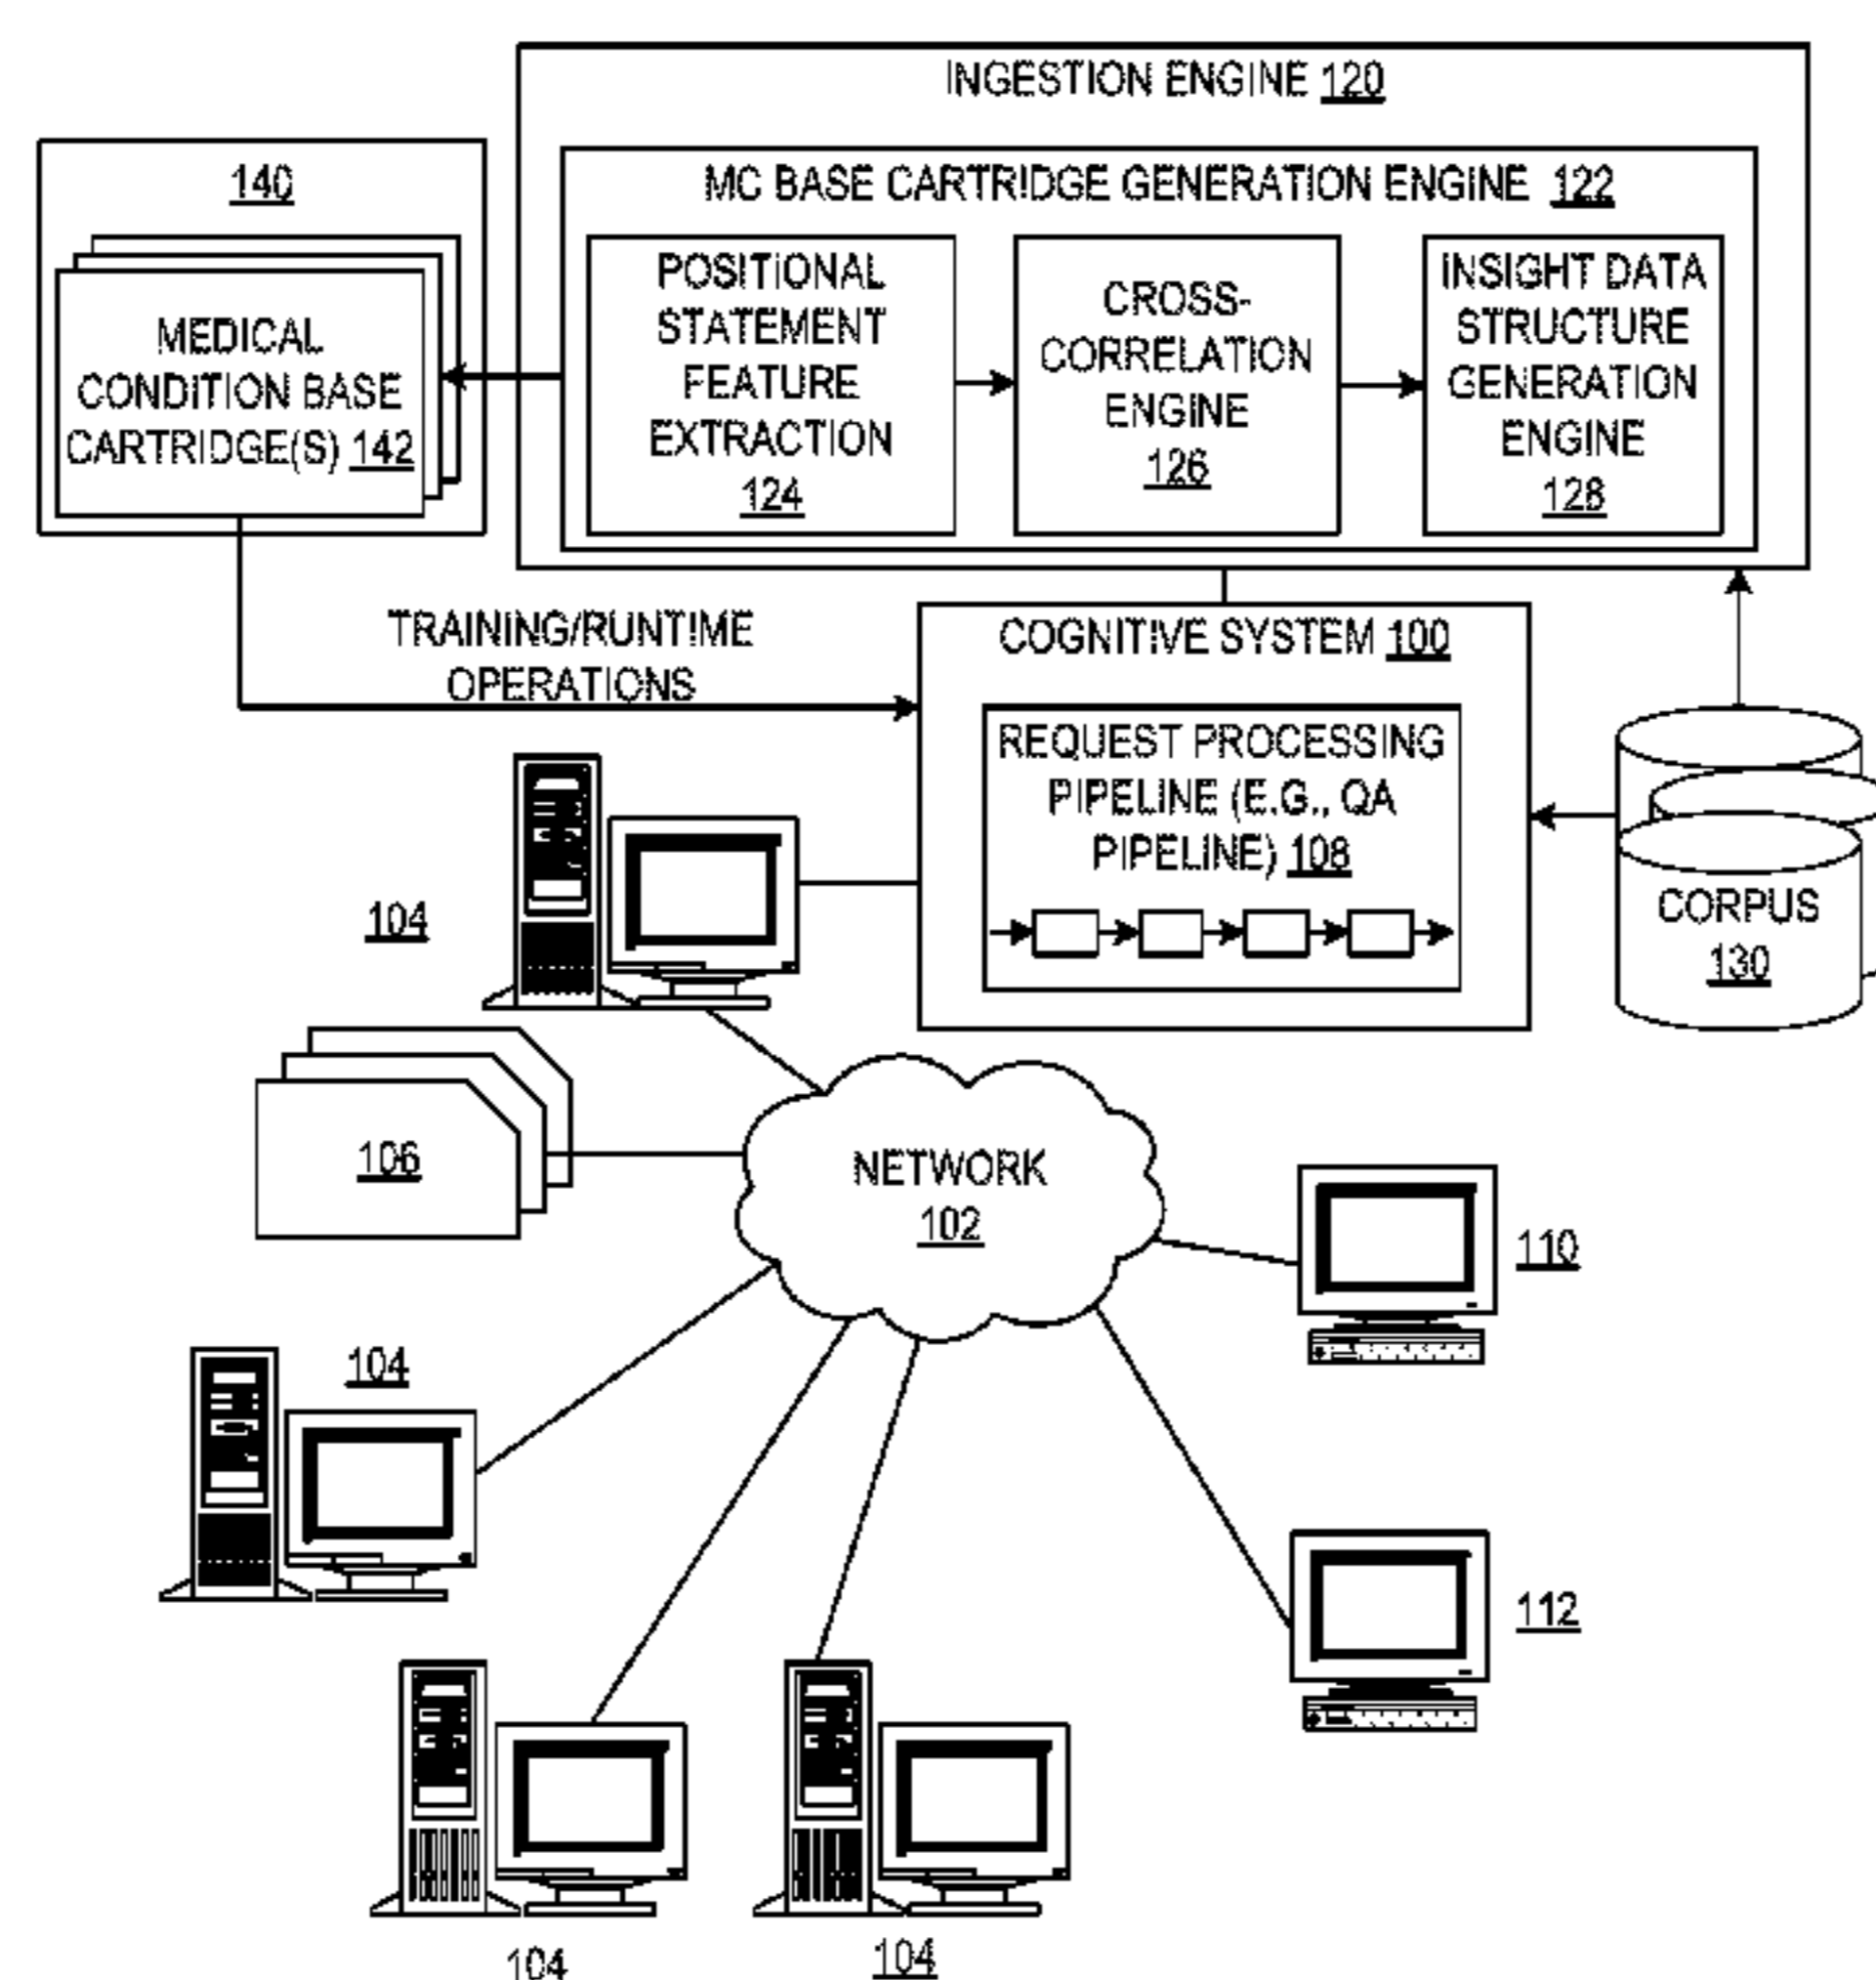 INGESTION ENGINE 120
140
MC BASE CARTRIDGE GENERATION ENGINE 122
MEDICAL
CONDITION BASE
CARTRIDGE(S) 142
POSITIONAL
STATEMENT
FEATURE
EXTRACTION
124
CROSS-
CORRELATION
ENGINE
126
INSIGHT DATA
STRUCTURE
GENERATION
ENGINE
128
TRAINING/RUNTIME
OPERATIONS
COGNITIVE SYSTEM 100
REQUEST PROCESSING
PIPELINE (E.G., QA
PIPELINE) 108
CORPUS
130
104
106
NETWORK
102
110
104
112
104
104